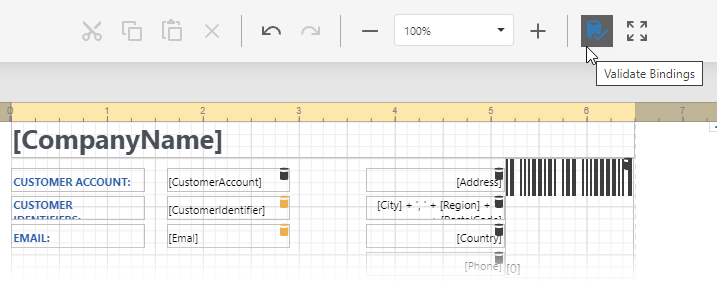 100%
Validate Bindings
0 1 2 3 4 5 6 7
[CompanyName]
CUSTOMER ACCOUNT: [CustomerAccount] [Address]
CUSTOMER [CustomerIdentifier] [City] + ', ' + [Region] +
IDENTIFIERS: + [PostalCode]
EMAIL: [Email] [Country]
[Phone] [0]